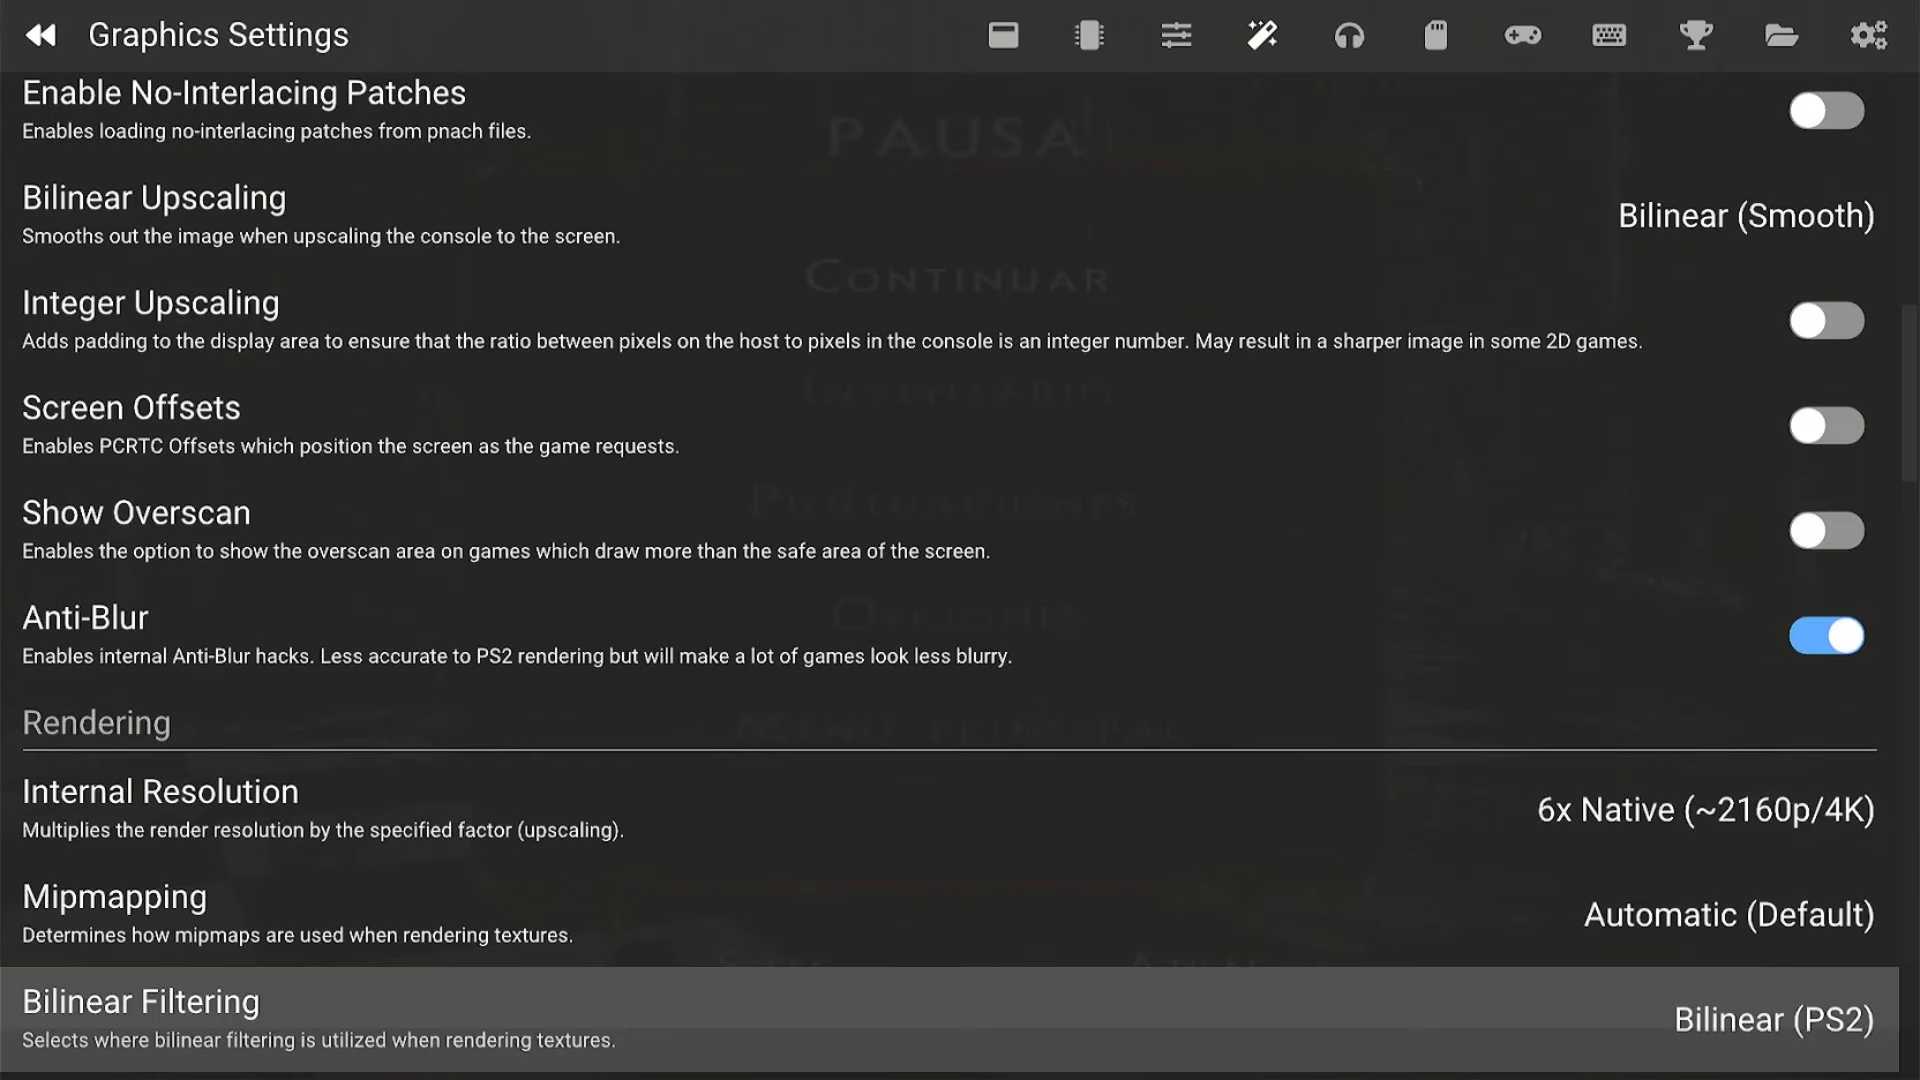 Graphics Settings
Enable No-Interlacing Patches
Enables loading no-interlacing patches from pnach files.
PAUSA
Bilinear Upscaling
Smooths out the image when upscaling the console to the screen.
Bilinear (Smooth)
CONTINUAR
Integer Upscaling
Adds padding to the display area to ensure that the ratio between pixels on the host to pixels in the console is an integer number. May result in a sharper image in some 2D games.
INVENTARIO
Screen Offsets
Enables PCRTC Offsets which position the screen as the game requests.
PUNTUACIONES
Show Overscan
Enables the option to show the overscan area on games which draw more than the safe area of the screen.
OPCIONES
Anti-Blur
Enables internal Anti-Blur hacks. Less accurate to PS2 rendering but will make a lot of games look less blurry.
Rendering
MENÚ PRINCIPAL
Internal Resolution
Multiplies the render resolution by the specified factor (upscaling).
6x Native (~2160p/4K)
Mipmapping
Determines how mipmaps are used when rendering textures.
Automatic (Default)
Bilinear Filtering
Selects where bilinear filtering is utilized when rendering textures.
Bilinear (PS2)